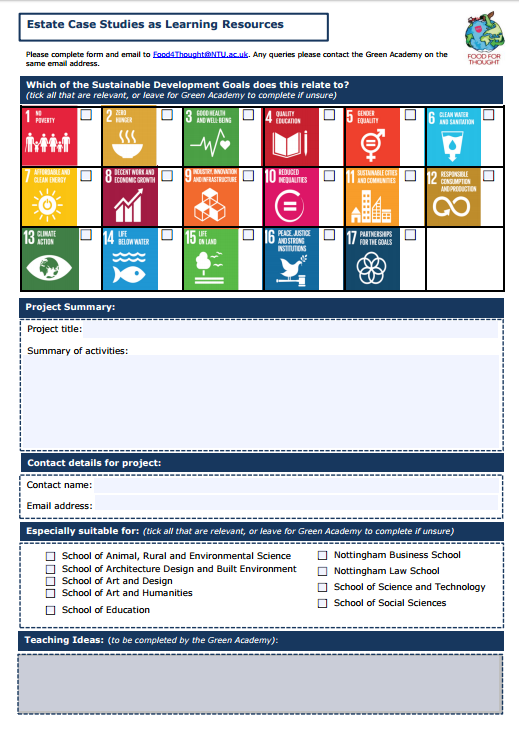 Estate Case Studies as Learning Resources
FOOD FOR
THOUGHT
Please complete form and email to Food4Thought@NTU.ac.uk. Any queries please contact the Green Academy on the
same email address.
Which of the Sustainable Development Goals does this relate to?
(tick all that are relevant, or leave for Green Academy to complete if unsure)
1 NO
POVERTY
2 ZERO
HUNGER
3 GOOD HEALTH
AND WELL-BEING
4 QUALITY
EDUCATION
5 GENDER
EQUALITY
6 CLEAN WATER
AND SANITATION
7 AFFORDABLE AND
CLEAN ENERGY
8 DECENT WORK AND
ECONOMIC GROWTH
9 INDUSTRY, INNOVATION
AND INFRASTRUCTURE
10 REDUCED
INEQUALITIES
11 SUSTAINABLE CITIES
AND COMMUNITIES
12 RESPONSIBLE
CONSUMPTION
AND PRODUCTION
13 CLIMATE
ACTION
14 LIFE
BELOW WATER
15 LIFE
ON LAND
16 PEACE, JUSTICE
AND STRONG
INSTITUTIONS
17 PARTNERSHIPS
FOR THE GOALS
Project Summary:
Project title:
Summary of activities:
Contact details for project:
Contact name:
Email address:
Especially suitable for: (tick all that are relevant, or leave for Green Academy to complete if unsure)
School of Animal, Rural and Environmental Science
School of Architecture Design and Built Environment
School of Art and Design
School of Art and Humanities
School of Education
Nottingham Business School
Nottingham Law School
School of Science and Technology
School of Social Sciences
Teaching Ideas: (to be completed by the Green Academy):